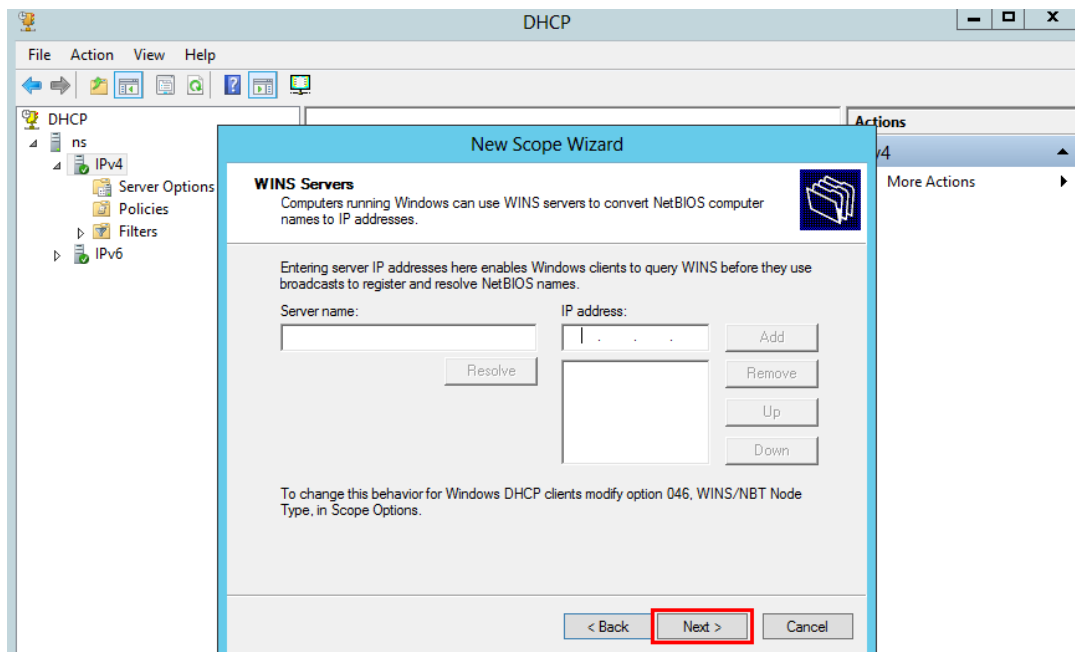 DHCP
File Action View Help
DHCP
ns
IPv4
Server Options
Policies
Filters
IPv6
Actions
v4
More Actions
New Scope Wizard
WINS Servers
Computers running Windows can use WINS servers to convert NetBIOS computer
names to IP addresses.
Entering server IP addresses here enables Windows clients to query WINS before they use
broadcasts to register and resolve NetBIOS names.
Server name:
IP address:
. . .
Add
Resolve
Remove
Up
Down
To change this behavior for Windows DHCP clients modify option 046, WINS/NBT Node
Type, in Scope Options.
< Back Next > Cancel